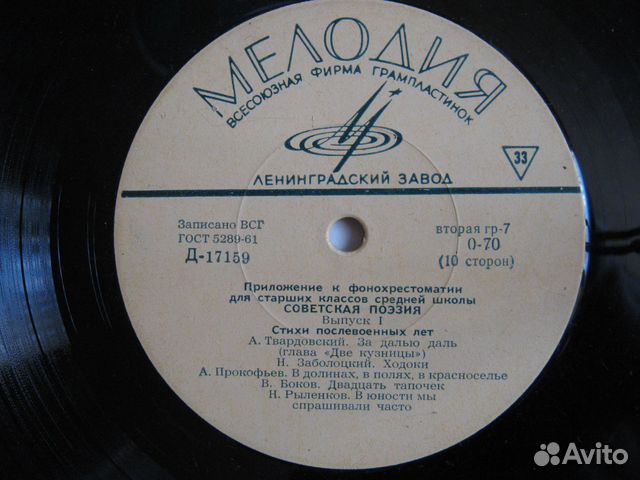 МЕЛОДИЯ
ВСЕСОЮЗНАЯ ФИРМА ГРАМПЛАСТИНОК
33
ЛЕНИНГРАДСКИЙ ЗАВОД
Записано ВСГ
ГОСТ 5289-61
Д-17159
вторая гр-7
0-70
(10 сторон)
Приложение к фонохрестоматии
для старших классов средней школы
СОВЕТСКАЯ ПОЭЗИЯ
Выпуск I
Стихи послевоенных лет
А. Твардовский. За далью даль
(глава «Две кузницы»)
Н. Заболоцкий. Ходоки
А. Прокофьев. В долинах, в полях, в красноселье
В. Боков. Двадцать тапочек
Н. Рыленков. В юности мы
спрашивали часто
Avito